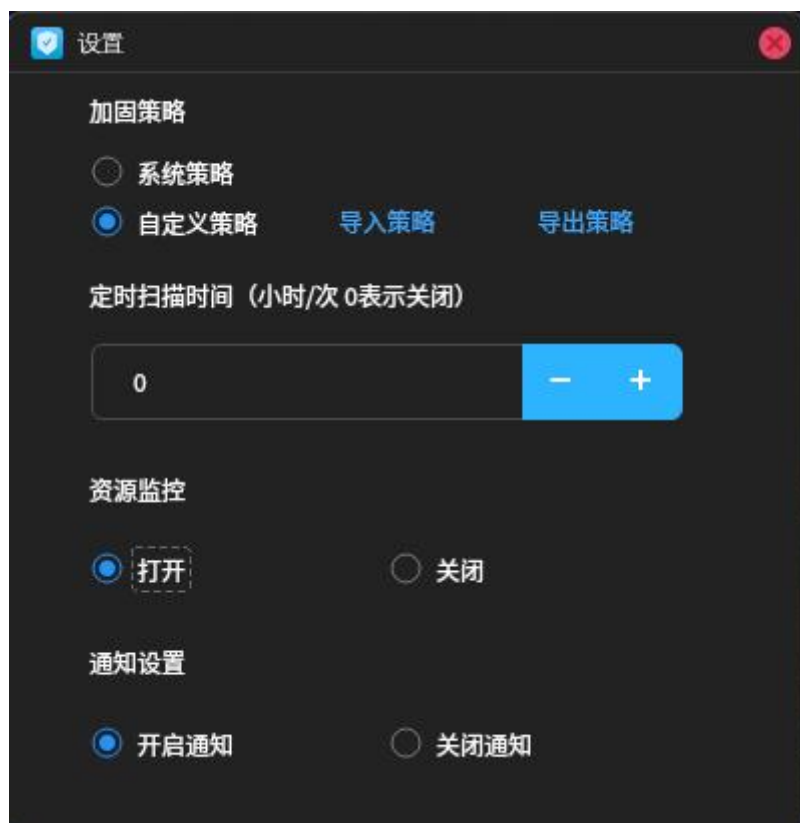 设置
加固策略
系统策略
自定义策略 导入策略 导出策略
定时扫描时间（小时/次 0表示关闭）
0 − +
资源监控
打开 关闭
通知设置
开启通知 关闭通知